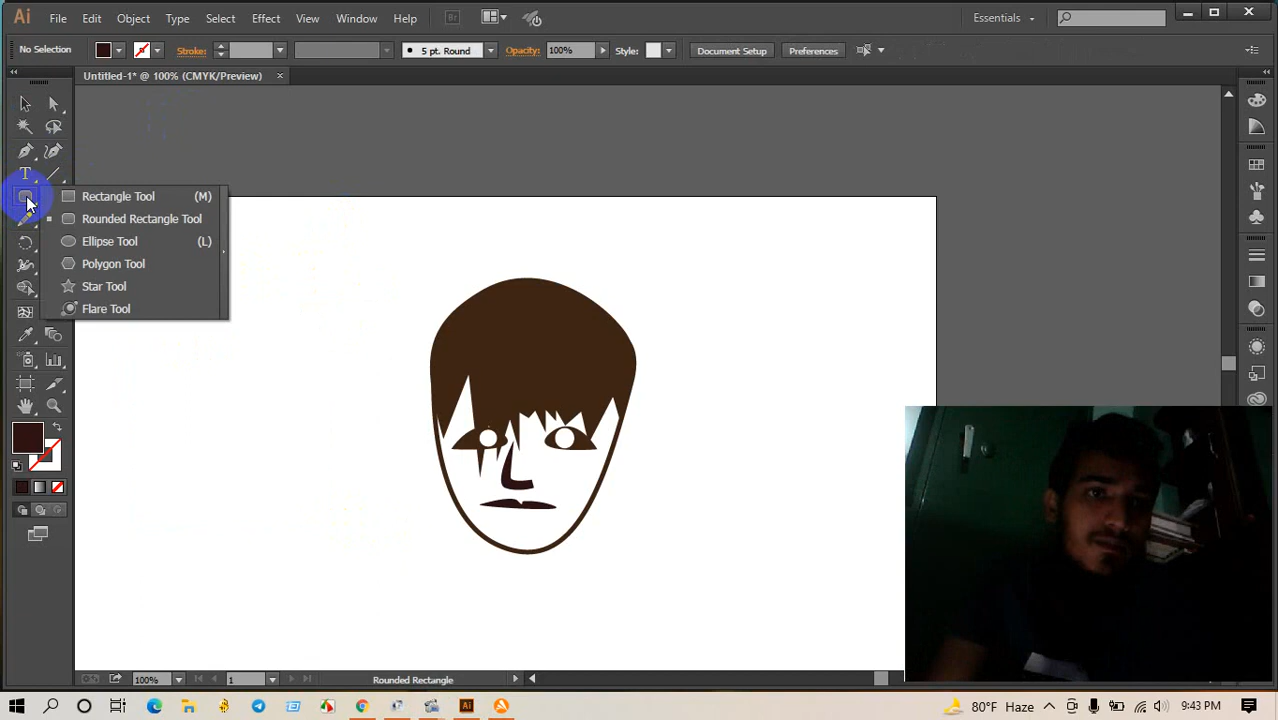 Ai File Edit Object Type Select Effect View Window Help Br Essentials
No Selection Stroke: 5 pt. Round Opacity: 100% Style: Document Setup Preferences
Untitled-1* @ 100% (CMYK/Preview)
T
Rectangle Tool (M)
Rounded Rectangle Tool
Ellipse Tool (L)
Polygon Tool
Star Tool
Flare Tool
100% 1 Rounded Rectangle
Ai 80°F Haze 9:43 PM